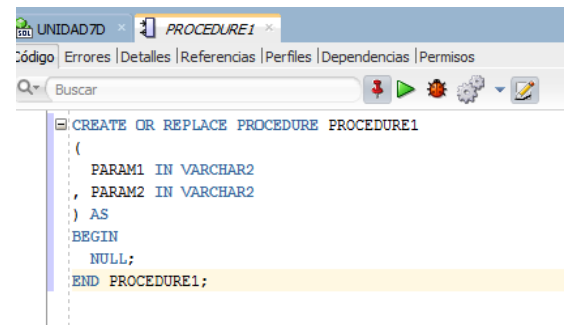 SQL UNIDAD7D × PROCEDURE1 ×
Código Errores |Detalles |Referencias |Perfiles |Dependencias |Permisos
Buscar
CREATE OR REPLACE PROCEDURE PROCEDURE1
(
PARAM1 IN VARCHAR2
, PARAM2 IN VARCHAR2
) AS
BEGIN
NULL;
END PROCEDURE1;